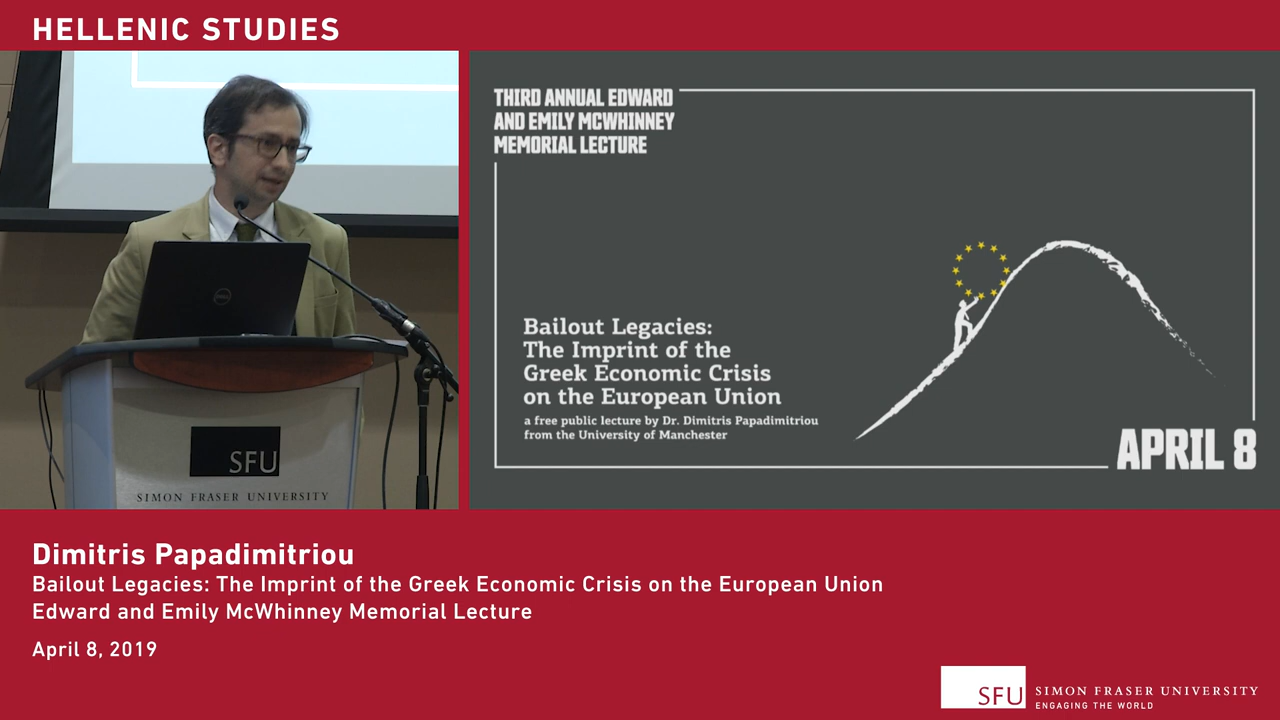 HELLENIC STUDIES
THIRD ANNUAL EDWARD
AND EMILY MCWHINNEY
MEMORIAL LECTURE
Bailout Legacies:
The Imprint of the
Greek Economic Crisis
on the European Union
a free public lecture by Dr. Dimitris Papadimitriou
from the University of Manchester
APRIL 8
DELL
SFU
SIMON FRASER UNIVERSITY
Dimitris Papadimitriou
Bailout Legacies: The Imprint of the Greek Economic Crisis on the European Union
Edward and Emily McWhinney Memorial Lecture
April 8, 2019
SFU
SIMON FRASER UNIVERSITY
ENGAGING THE WORLD